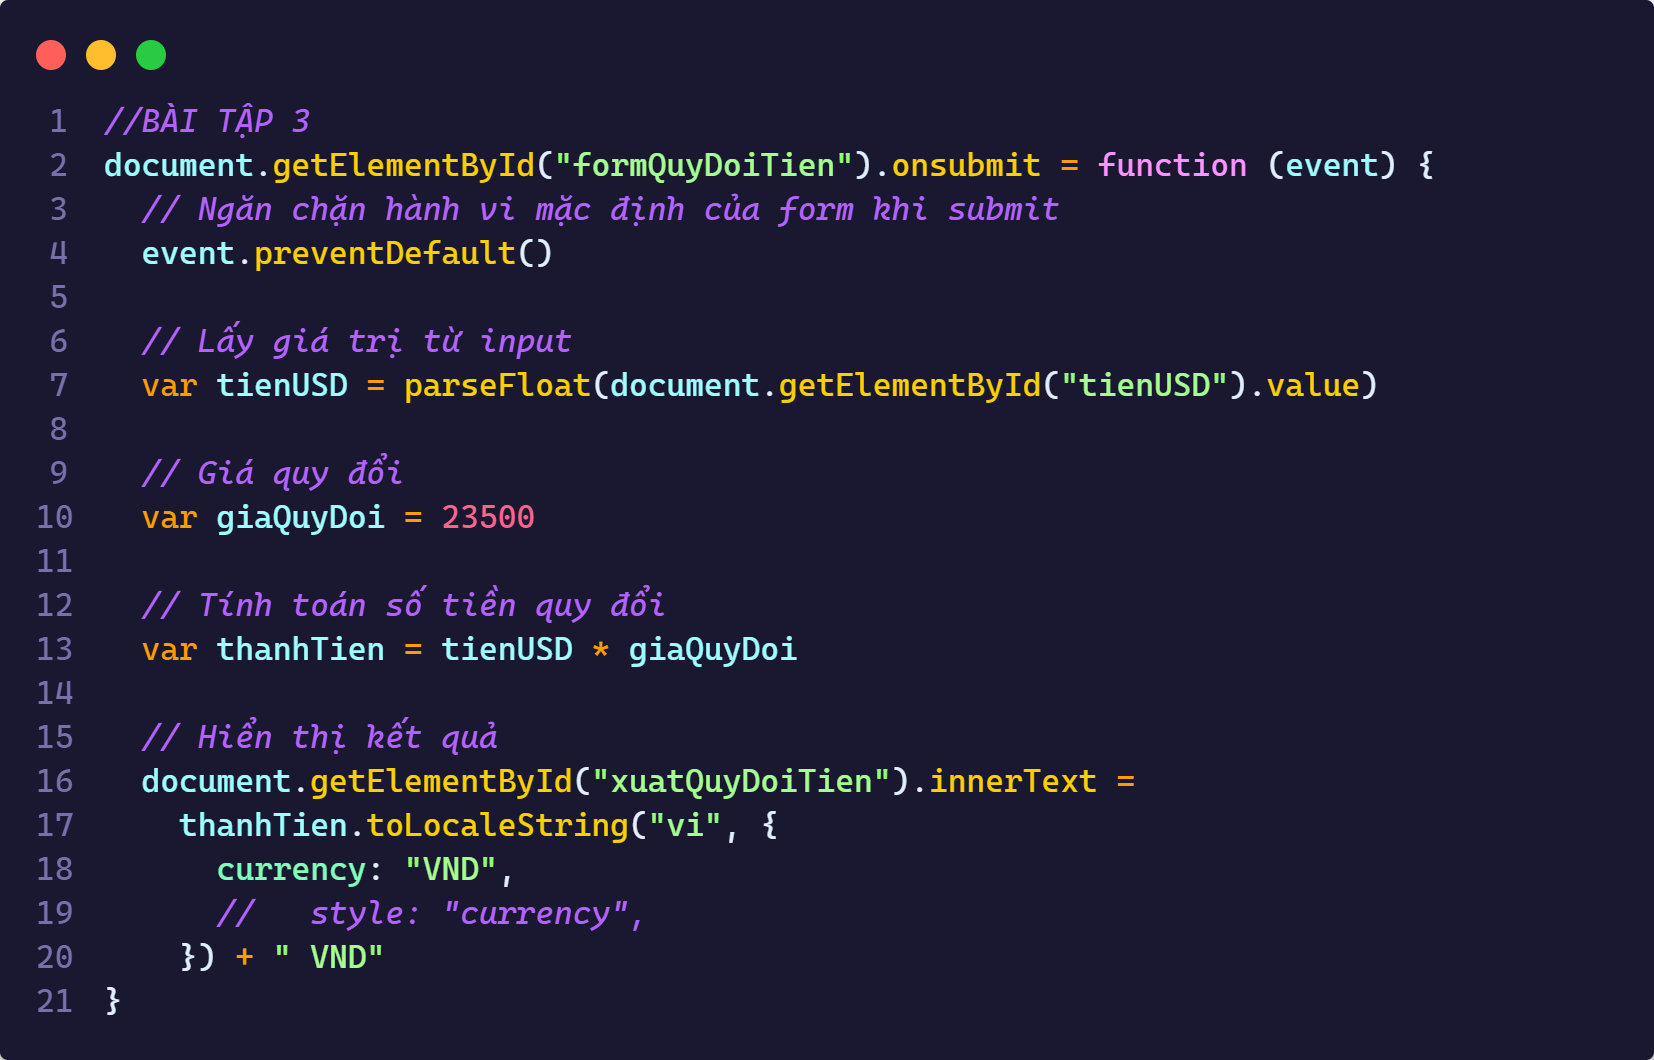 1 //BÀI TẬP 3
2 document.getElementById("formQuyDoiTien").onsubmit = function (event) {
3   // Ngăn chặn hành vi mặc định của form khi submit
4   event.preventDefault()
5
6   // Lấy giá trị từ input
7   var tienUSD = parseFloat(document.getElementById("tienUSD").value)
8
9   // Giá quy đổi
10   var giaQuyDoi = 23500
11
12   // Tính toán số tiền quy đổi
13   var thanhTien = tienUSD * giaQuyDoi
14
15   // Hiển thị kết quả
16   document.getElementById("xuatQuyDoiTien").innerText =
17     thanhTien.toLocaleString("vi", {
18       currency: "VND",
19       //   style: "currency",
20     }) + " VND"
21 }